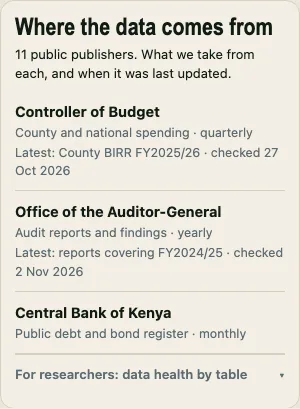 Where the data comes from
11 public publishers. What we take from
each, and when it was last updated.
Controller of Budget
County and national spending · quarterly
Latest: County BIRR FY2025/26 · checked 27
Oct 2026
Office of the Auditor-General
Audit reports and findings · yearly
Latest: reports covering FY2024/25 · checked
2 Nov 2026
Central Bank of Kenya
Public debt and bond register · monthly
For researchers: data health by table ▾